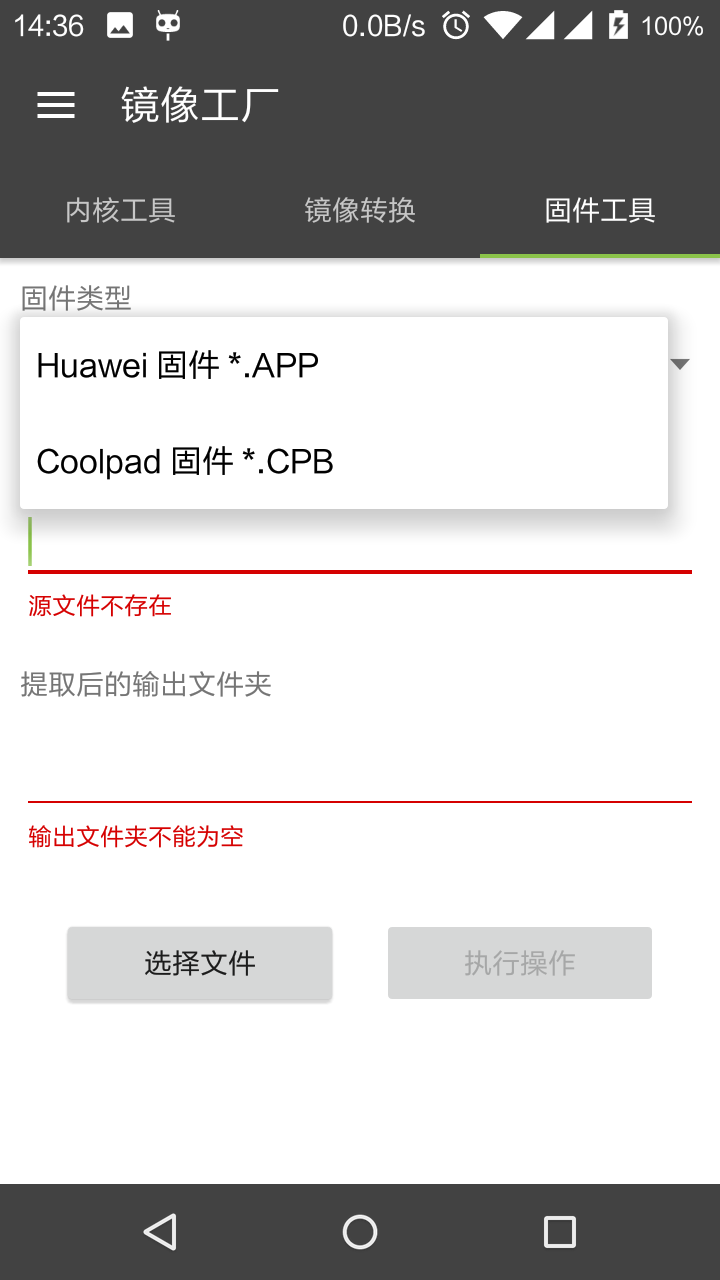 14:36 0.0B/s 100%
镜像工厂
内核工具 镜像转换 固件工具
固件类型
Huawei 固件 *.APP
Coolpad 固件 *.CPB
源文件不存在
提取后的输出文件夹
输出文件夹不能为空
选择文件 执行操作